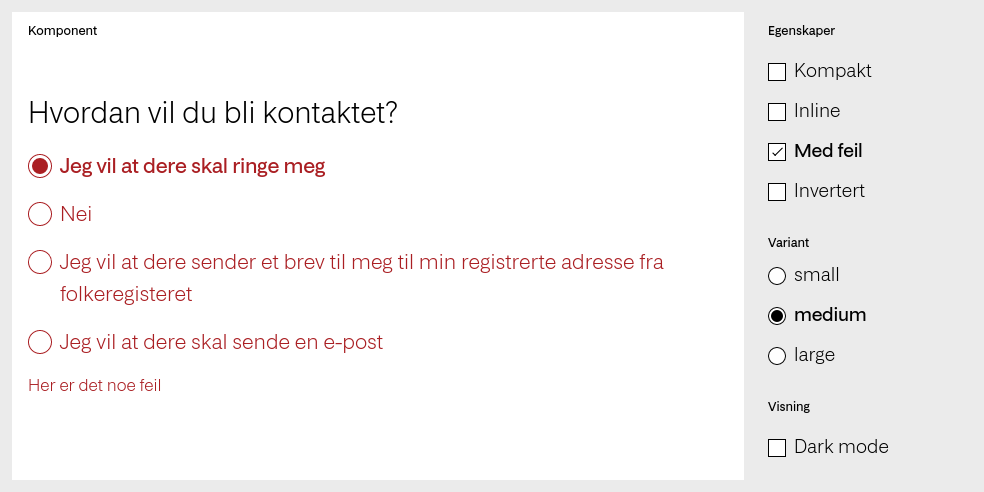 Komponent
Hvordan vil du bli kontaktet?
Jeg vil at dere skal ringe meg
Nei
Jeg vil at dere sender et brev til meg til min registrerte adresse fra
folkeregisteret
Jeg vil at dere skal sende en e-post
Her er det noe feil
Egenskaper
Kompakt
Inline
Med feil
Invertert
Variant
small
medium
large
Visning
Dark mode